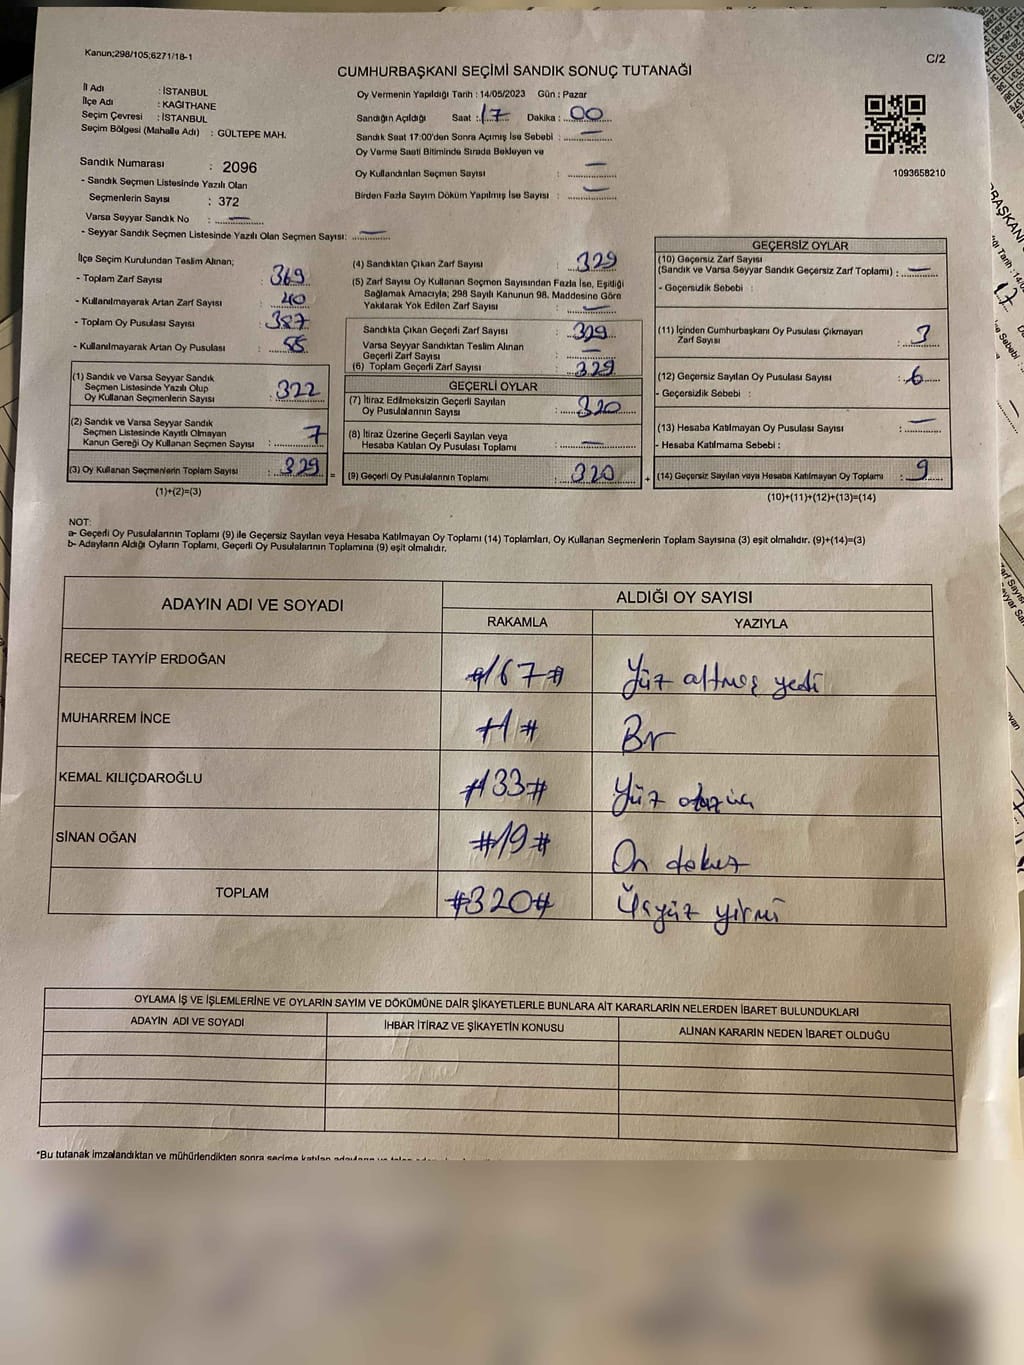 Kanun;298/105;6271/18-1
C/2
CUMHURBAŞKANI SEÇİMİ SANDIK SONUÇ TUTANAĞI
İl Adı : İSTANBUL
İlçe Adı : KAĞITHANE
Seçim Çevresi : İSTANBUL
Seçim Bölgesi (Mahalle Adı) : GÜLTEPE MAH.
Sandık Numarası : 2096
- Sandık Seçmen Listesinde Yazılı Olan
Seçmenlerin Sayısı : 372
Varsa Seyyar Sandık No : —
- Seyyar Sandık Seçmen Listesinde Yazılı Olan Seçmen Sayısı: —
Oy Vermenin Yapıldığı Tarih : 14/05/2023 Gün : Pazar
Sandığın Açıldığı Saat : 17 Dakika : 00
Sandık Saat 17:00'den Sonra Açımış İse Sebebi : —
Oy Verme Saati Bitiminde Sırada Bekleyen ve
Oy Kullandırılan Seçmen Sayısı : —
Birden Fazla Sayım Döküm Yapılmış İse Sayısı : —
1093658210
İlçe Seçim Kurulundan Teslim Alınan;
- Toplam Zarf Sayısı : 369
- Kullanılmayarak Artan Zarf Sayısı : 40
- Toplam Oy Pusulası Sayısı : 387
- Kullanılmayarak Artan Oy Pusulası : 58
(1) Sandık ve Varsa Seyyar Sandık
Seçmen Listesinde Yazılı Olup
Oy Kullanan Seçmenlerin Sayısı : 322
(2) Sandık ve Varsa Seyyar Sandık
Seçmen Listesinde Kayıtlı Olmayan
Kanun Gereği Oy Kullanan Seçmen Sayısı : 7
(3) Oy Kullanan Seçmenlerin Toplam Sayısı : 329
(1)+(2)=(3)
(4) Sandıktan Çıkan Zarf Sayısı : 329
(5) Zarf Sayısı Oy Kullanan Seçmen Sayısından Fazla İse, Eşitliği
Sağlamak Amacıyla; 298 Sayılı Kanunun 98. Maddesine Göre
Yakılarak Yok Edilen Zarf Sayısı : —
Sandıkta Çıkan Geçerli Zarf Sayısı : 329
Varsa Seyyar Sandıktan Teslim Alınan
Geçerli Zarf Sayısı : —
(6) Toplam Geçerli Zarf Sayısı : 329
GEÇERLİ OYLAR
(7) İtiraz Edilmeksizin Geçerli Sayılan
Oy Pusulalarının Sayısı : 320
(8) İtiraz Üzerine Geçerli Sayılan veya
Hesaba Katılan Oy Pusulası Toplamı : —
(9) Geçerli Oy Pusulalarının Toplamı : 320
GEÇERSİZ OYLAR
(10) Geçersiz Zarf Sayısı
(Sandık ve Varsa Seyyar Sandık Geçersiz Zarf Toplamı) : —
- Geçersizlik Sebebi :
(11) İçinden Cumhurbaşkanı Oy Pusulası Çıkmayan
Zarf Sayısı : 3
(12) Geçersiz Sayılan Oy Pusulası Sayısı : 6
- Geçersizlik Sebebi :
(13) Hesaba Katılmayan Oy Pusulası Sayısı : —
- Hesaba Katılmama Sebebi :
(14) Geçersiz Sayılan veya Hesaba Katılmayan Oy Toplamı : 9
(10)+(11)+(12)+(13)=(14)
NOT:
a- Geçerli Oy Pusulalarının Toplamı (9) ile Geçersiz Sayılan veya Hesaba Katılmayan Oy Toplamı (14) Toplamları, Oy Kullanan Seçmenlerin Toplam Sayısına (3) eşit olmalıdır. (9)+(14)=(3)
b- Adayların Aldığı Oyların Toplamı, Geçerli Oy Pusulalarının Toplamına (9) eşit olmalıdır.
ADAYIN ADI VE SOYADI ALDIĞI OY SAYISI
RAKAMLA YAZIYLA
RECEP TAYYİP ERDOĞAN #167# Yüz altmış yedi
MUHARREM İNCE #1# Bir
KEMAL KILIÇDAROĞLU #133# Yüz otuz üç
SİNAN OĞAN #19# On dokuz
TOPLAM #320# Üçyüz yirmi
OYLAMA İŞ VE İŞLEMLERİNE VE OYLARIN SAYIM VE DÖKÜMÜNE DAİR ŞİKAYETLERLE BUNLARA AİT KARARLARIN NELERDEN İBARET BULUNDUKLARI
ADAYIN ADI VE SOYADI İHBAR İTİRAZ VE ŞİKAYETİN KONUSU ALINAN KARARIN NEDEN İBARET OLDUĞU
*Bu tutanak imzalandıktan ve mühürlendikten sonra seçime katılan